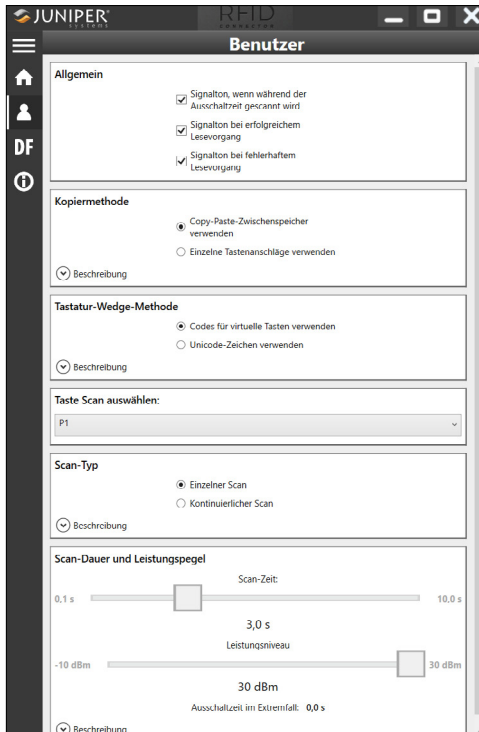 JUNIPER
systems
RFID
CONNECTOR
Benutzer
Allgemein
Signalton, wenn während der
Ausschaltzeit gescannt wird
Signalton bei erfolgreichem
Lesevorgang
Signalton bei fehlerhaftem
Lesevorgang
DF
Kopiermethode
Copy-Paste-Zwischenspeicher
verwenden
Einzelne Tastenanschläge verwenden
Beschreibung
Tastatur-Wedge-Methode
Codes für virtuelle Tasten verwenden
Unicode-Zeichen verwenden
Beschreibung
Taste Scan auswählen:
P1
Scan-Typ
Einzelner Scan
Kontinuierlicher Scan
Beschreibung
Scan-Dauer und Leistungspegel
Scan-Zeit:
0,1 s 10,0 s
3,0 s
Leistungsniveau
-10 dBm 30 dBm
30 dBm
Ausschaltzeit im Extremfall: 0,0 s
Beschreibung